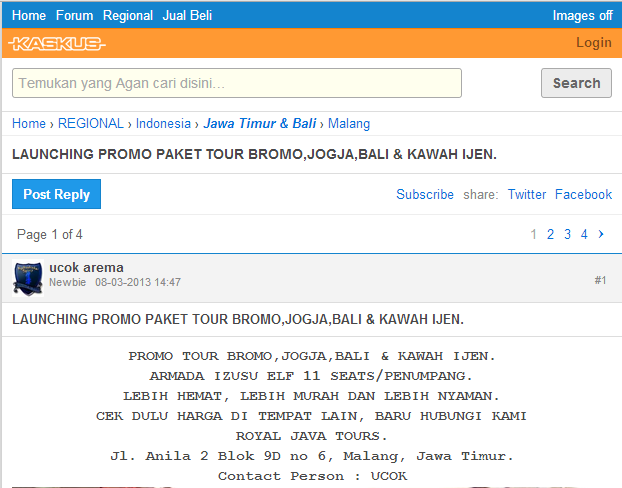 Home Forum Regional Jual Beli Images off
KASKUS Login
Temukan yang Agan cari disini... Search
Home › REGIONAL › Indonesia › Jawa Timur & Bali › Malang
LAUNCHING PROMO PAKET TOUR BROMO,JOGJA,BALI & KAWAH IJEN.
Post Reply Subscribe share: Twitter Facebook
Page 1 of 4 1 2 3 4 ›
ucok arema
Newbie 08-03-2013 14:47 #1
LAUNCHING PROMO PAKET TOUR BROMO,JOGJA,BALI & KAWAH IJEN.
PROMO TOUR BROMO,JOGJA,BALI & KAWAH IJEN.
ARMADA IZUSU ELF 11 SEATS/PENUMPANG.
LEBIH HEMAT, LEBIH MURAH DAN LEBIH NYAMAN.
CEK DULU HARGA DI TEMPAT LAIN, BARU HUBUNGI KAMI
ROYAL JAVA TOURS.
Jl. Anila 2 Blok 9D no 6, Malang, Jawa Timur.
Contact Person : UCOK